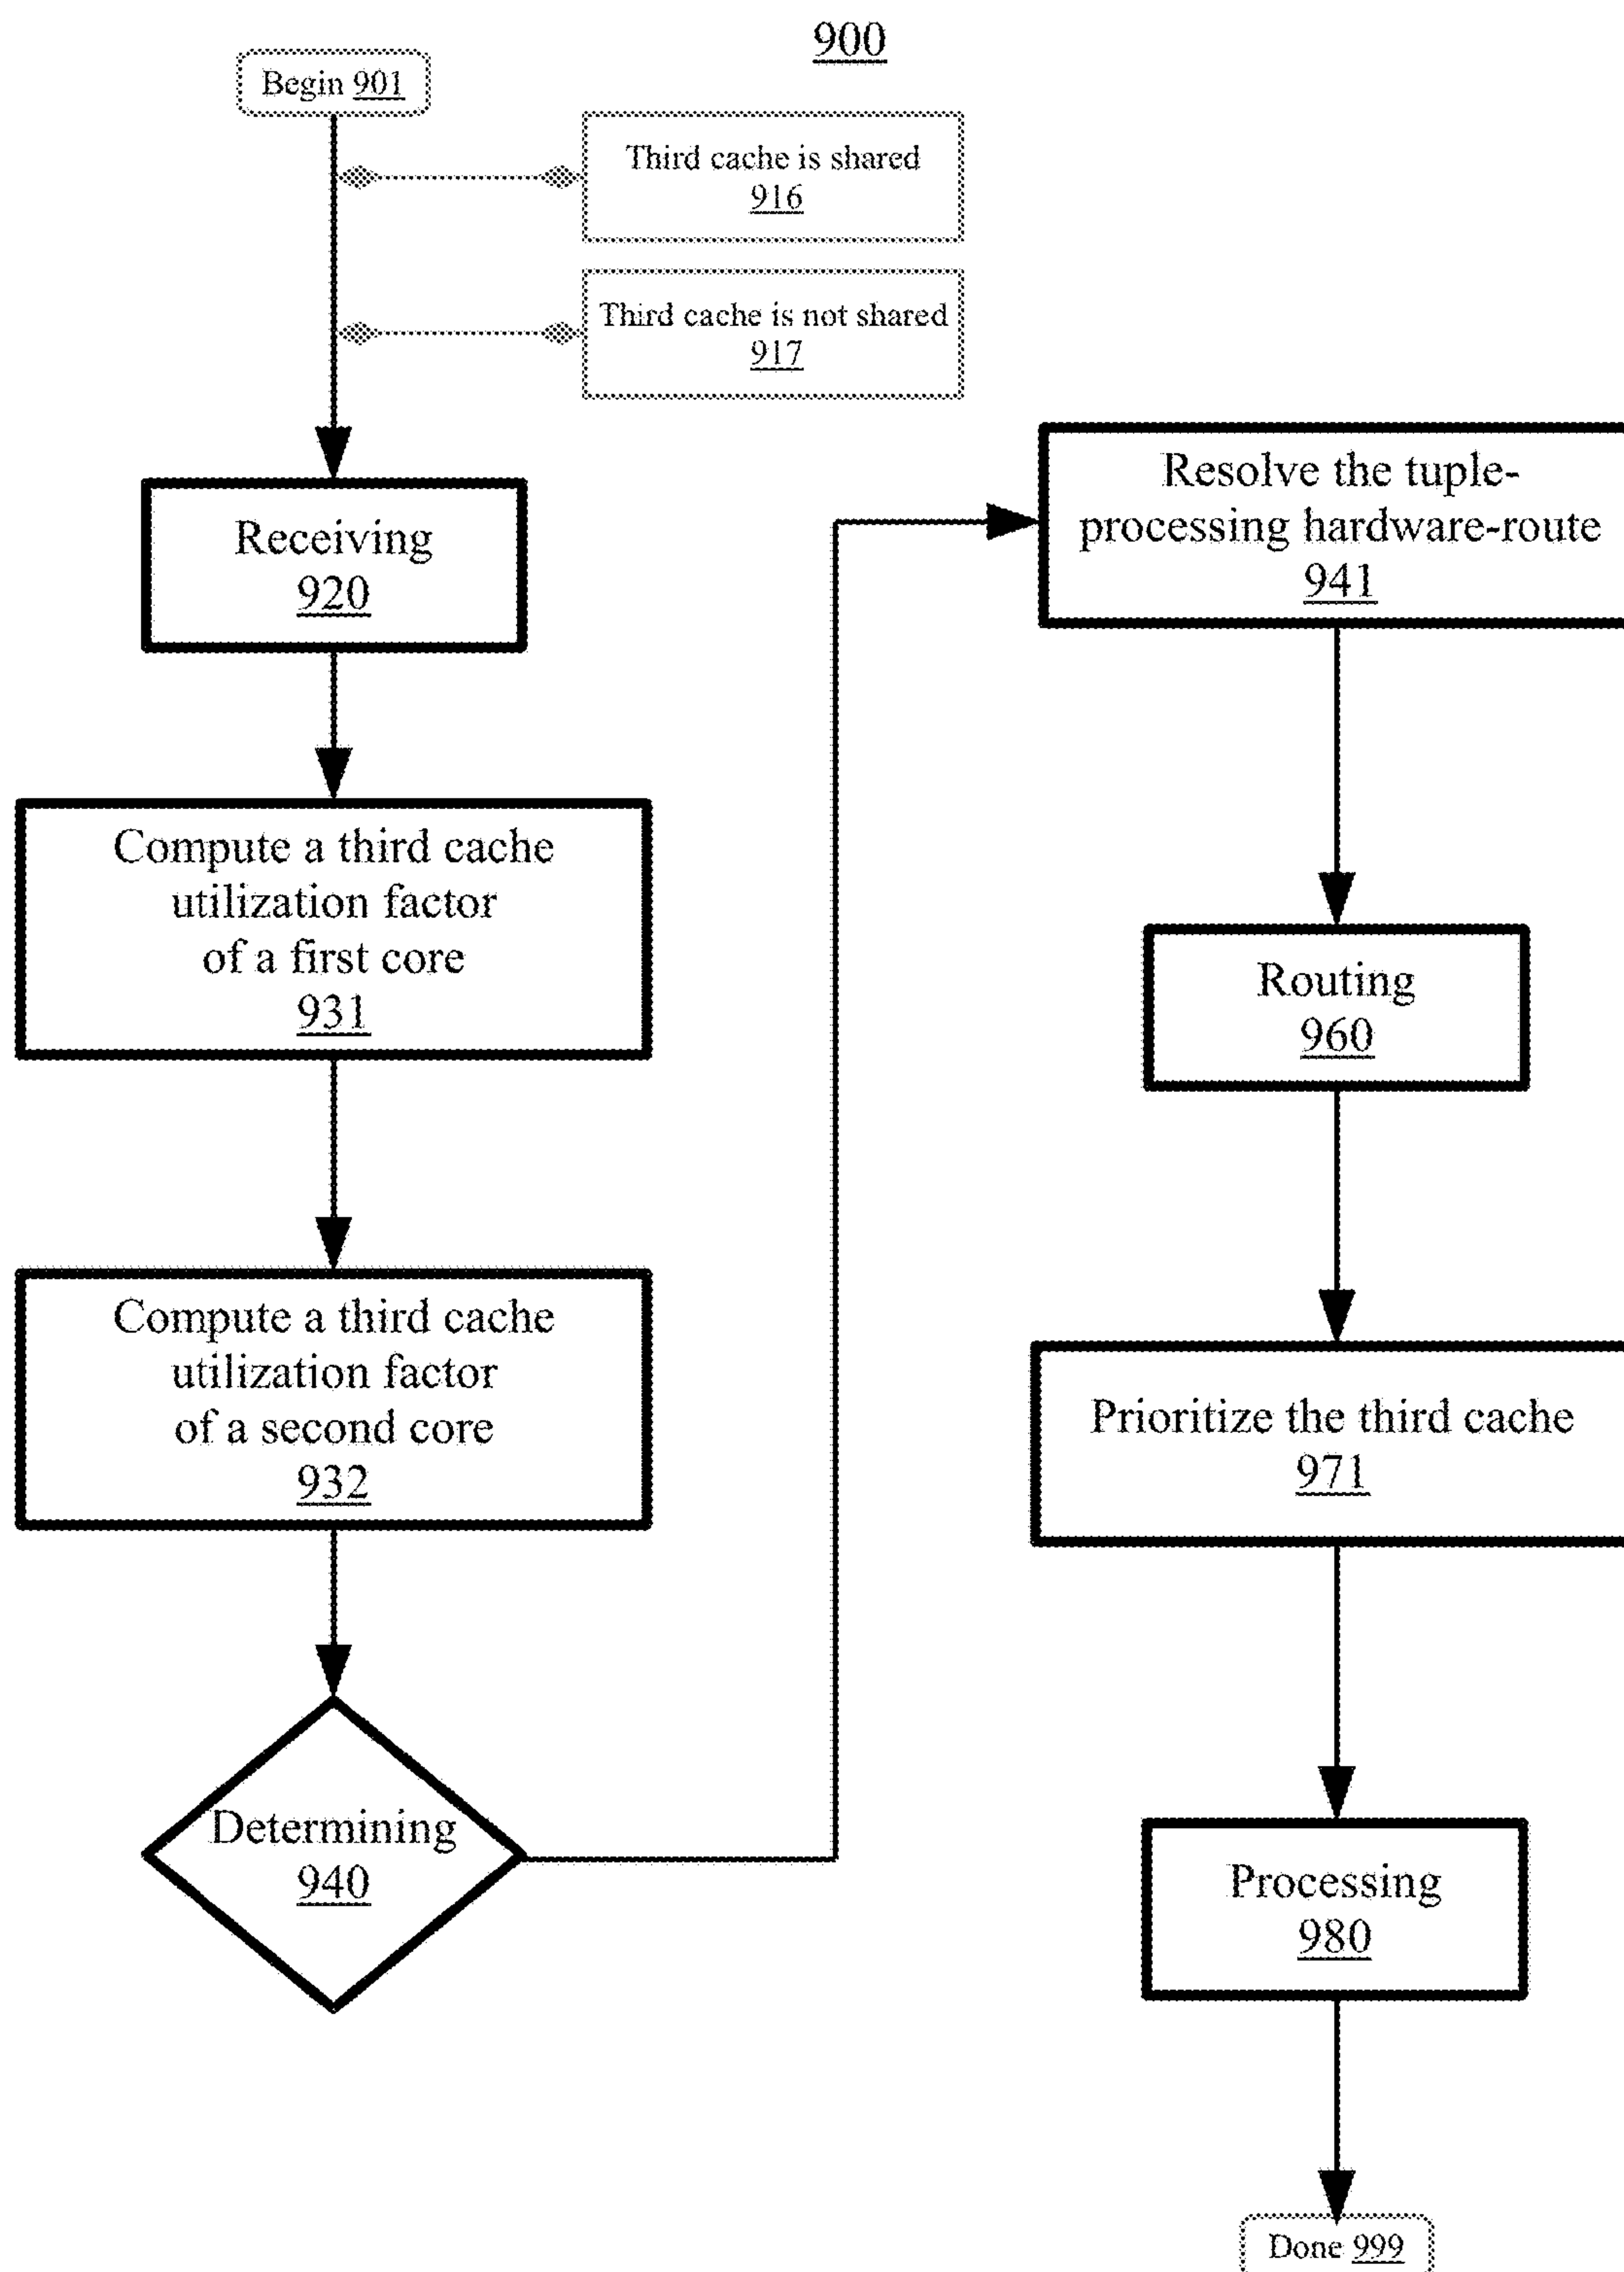 900
Begin 901
Third cache is shared
916
Third cache is not shared
917
Receiving
920
Compute a third cache
utilization factor
of a first core
931
Compute a third cache
utilization factor
of a second core
932
Determining
940
Resolve the tuple-
processing hardware-route
941
Routing
960
Prioritize the third cache
971
Processing
980
Done 999